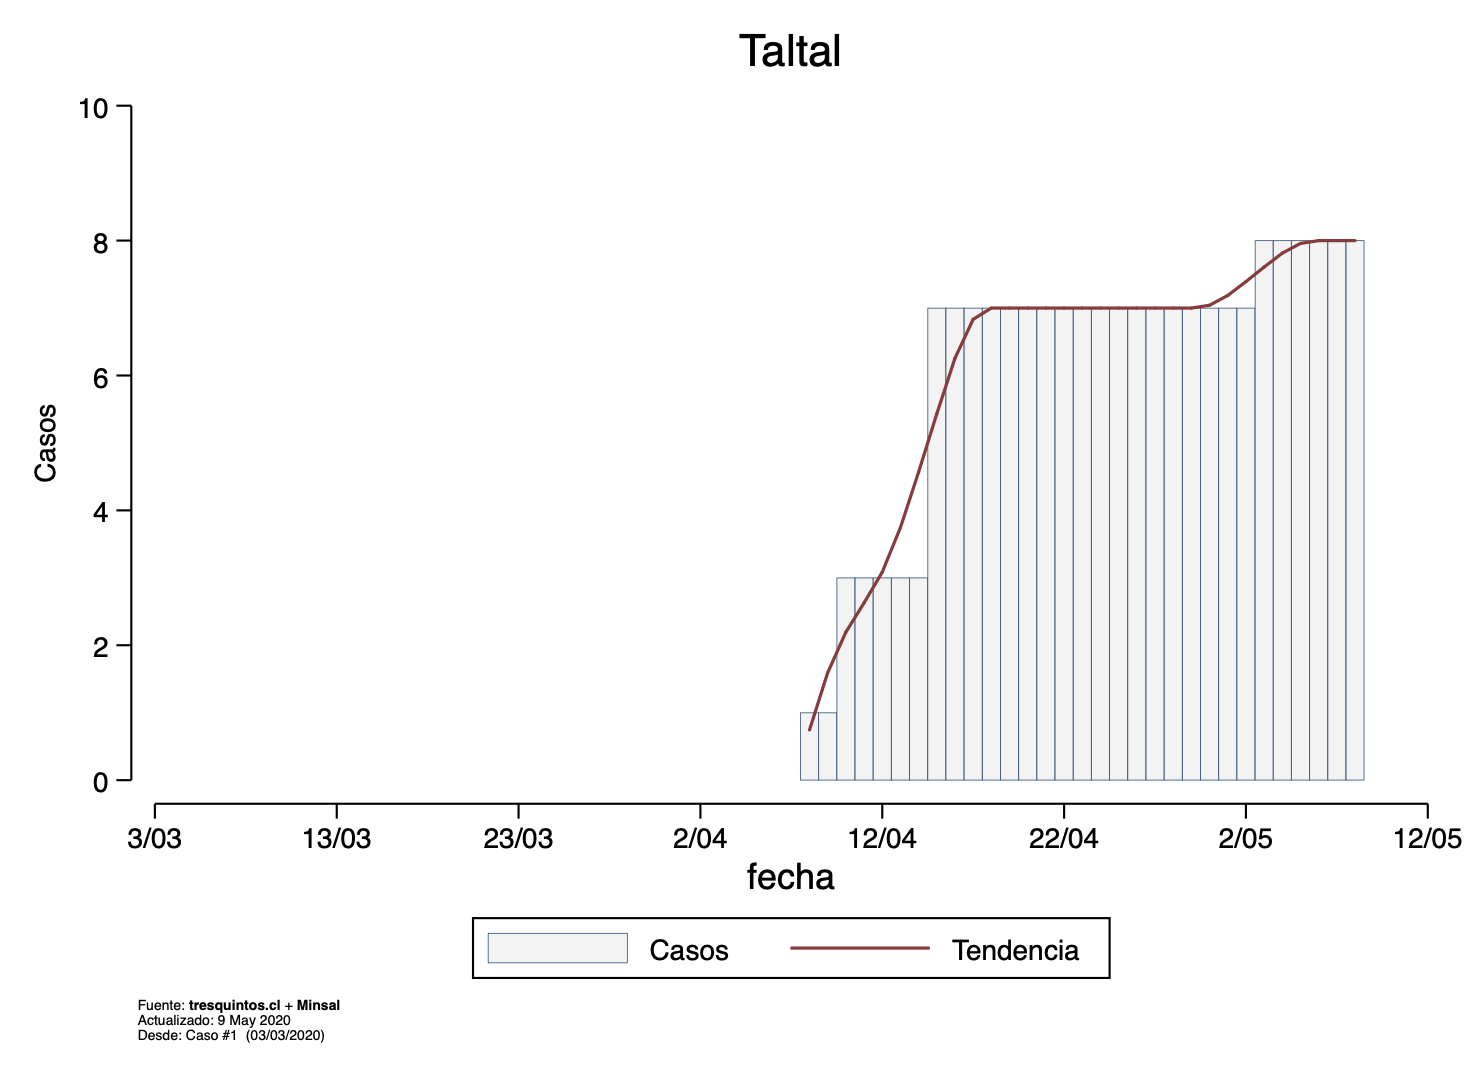 Taltal
10
8
6
4
2
0
Casos
3/03 13/03 23/03 2/04 12/04 22/04 2/05 12/05
fecha
Casos Tendencia
Fuente: tresquintos.cl + Minsal
Actualizado: 9 May 2020
Desde: Caso #1 (03/03/2020)